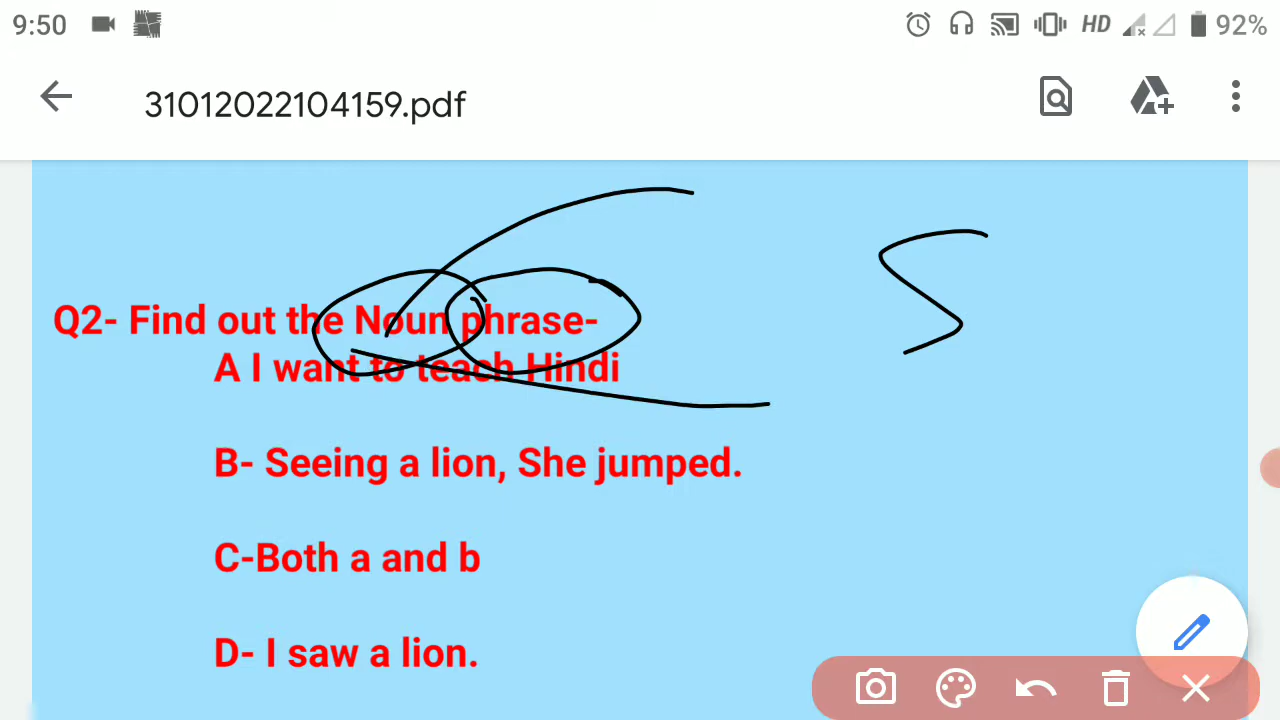 9:50 HD 92%
31012022104159.pdf
Q2- Find out the Noun phrase-
A I want to teach Hindi
B- Seeing a lion, She jumped.
C-Both a and b
D- I saw a lion.